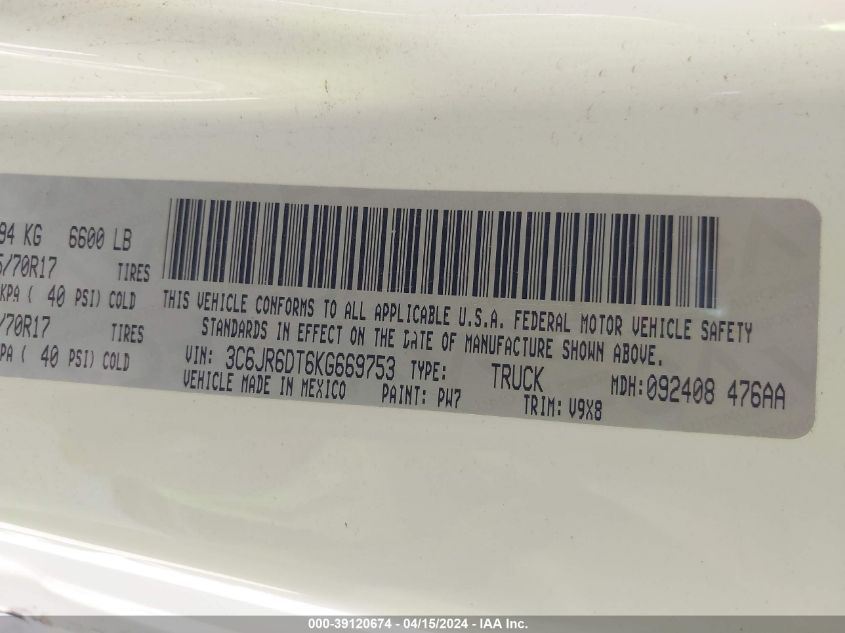 94 KG 6600 LB
/70R17 TIRES
KPA ( 40 PSI) COLD
/70R17 TIRES
PA ( 40 PSI) COLD
THIS VEHICLE CONFORMS TO ALL APPLICABLE U.S.A. FEDERAL MOTOR VEHICLE SAFETY
STANDARDS IN EFFECT ON THE DATE OF MANUFACTURE SHOWN ABOVE.
VIN: 3C6JR6DT6KG669753 TYPE: TRUCK MDH:092408 476AA
VEHICLE MADE IN MEXICO PAINT: PW7 TRIM: V9X8
000-39120674 - 04/15/2024 - IAA Inc.